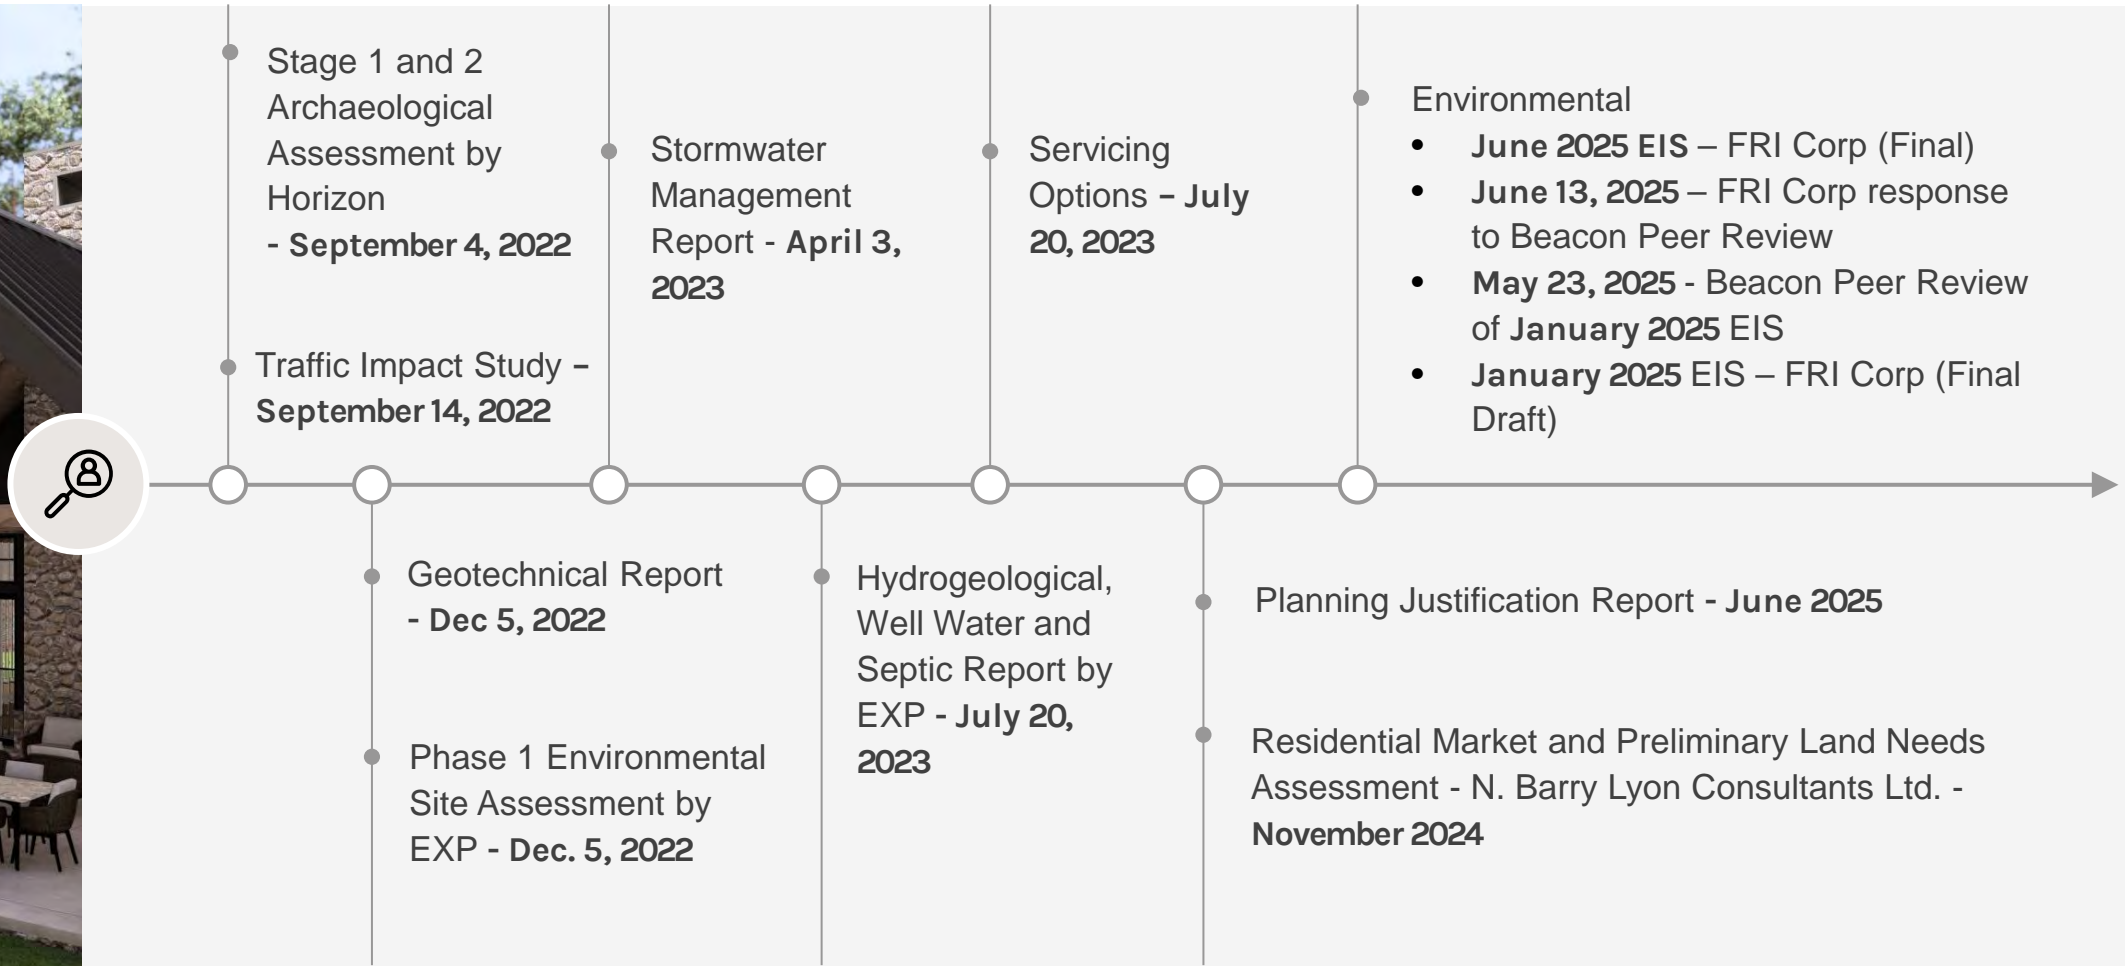 Stage 1 and 2
Archaeological
Assessment by
Horizon
- September 4, 2022
Traffic Impact Study –
September 14, 2022
Stormwater
Management
Report - April 3,
2023
Servicing
Options – July
20, 2023
Environmental
• June 2025 EIS – FRI Corp (Final)
• June 13, 2025 – FRI Corp response
to Beacon Peer Review
• May 23, 2025 - Beacon Peer Review
of January 2025 EIS
• January 2025 EIS – FRI Corp (Final
Draft)
Geotechnical Report
- Dec 5, 2022
Phase 1 Environmental
Site Assessment by
EXP - Dec. 5, 2022
Hydrogeological,
Well Water and
Septic Report by
EXP - July 20,
2023
Planning Justification Report - June 2025
Residential Market and Preliminary Land Needs
Assessment - N. Barry Lyon Consultants Ltd. -
November 2024